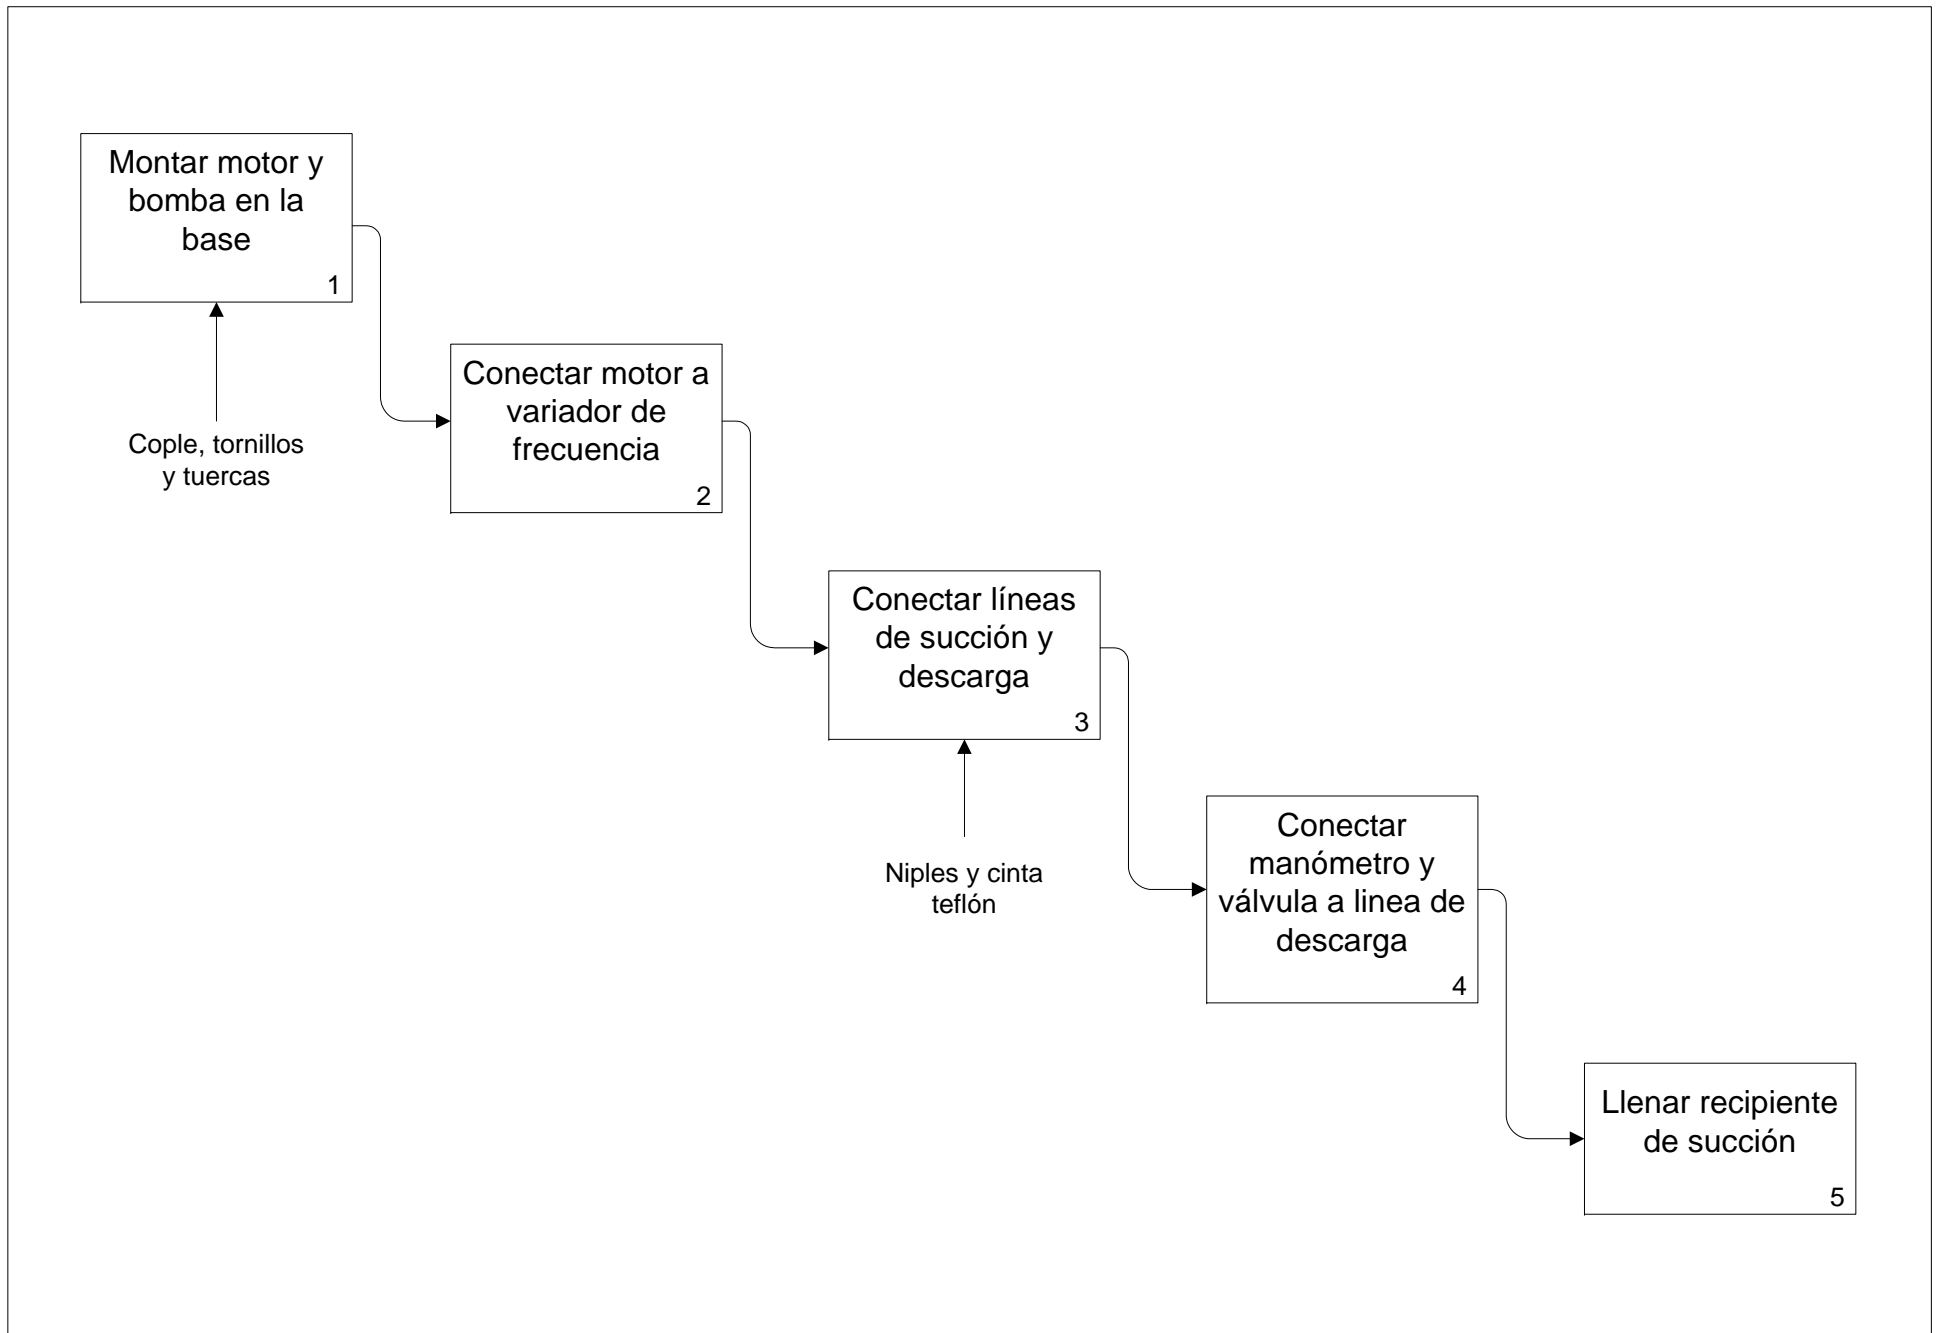 Montar motor y
bomba en la
base
1
Cople, tornillos
y tuercas
Conectar motor a
variador de
frecuencia
2
Conectar líneas
de succión y
descarga
3
Niples y cinta
teflón
Conectar
manómetro y
válvula a linea de
descarga
4
Llenar recipiente
de succión
5